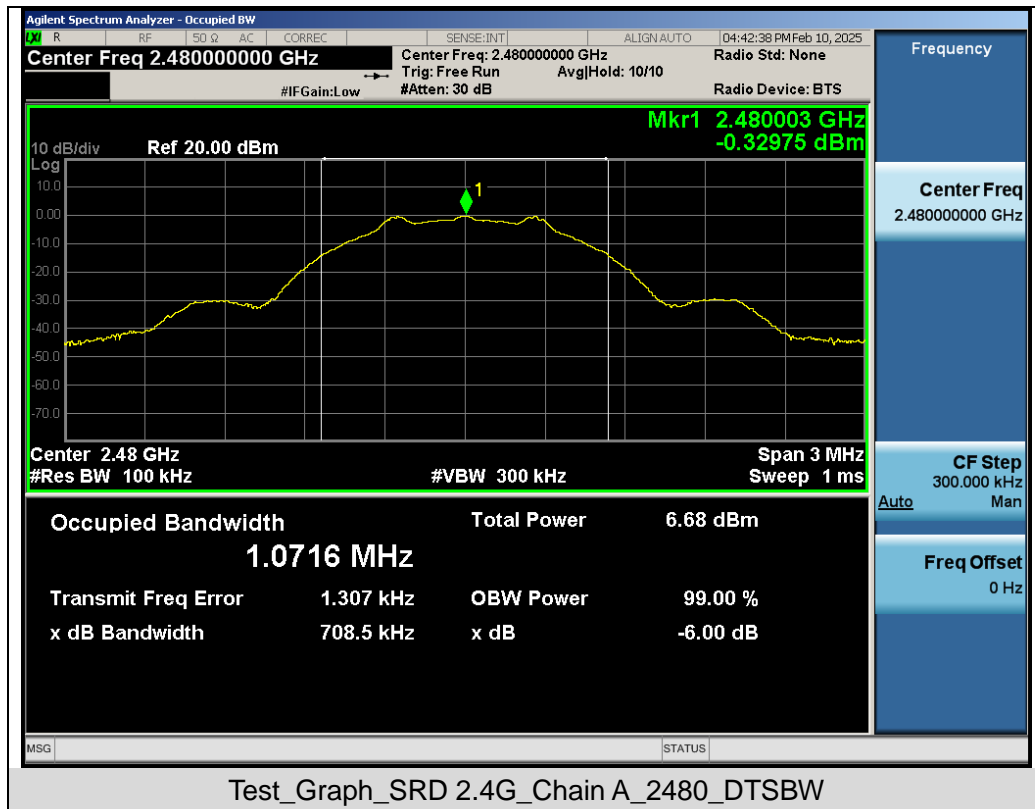 Agilent Spectrum Analyzer - Occupied BW
LXI R RF 50 Ω AC CORREC SENSE:INT ALIGN AUTO 04:42:38 PM Feb 10, 2025
Center Freq 2.480000000 GHz
Center Freq: 2.480000000 GHz Radio Std: None
Trig: Free Run Avg|Hold: 10/10
#IFGain:Low #Atten: 30 dB Radio Device: BTS
Mkr1 2.480003 GHz
-0.32975 dBm
10 dB/div Ref 20.00 dBm
Log
10.0
1
0.00
-10.0
-20.0
-30.0
-40.0
-50.0
-60.0
-70.0
Center 2.48 GHz Span 3 MHz
#Res BW 100 kHz #VBW 300 kHz Sweep 1 ms
Occupied Bandwidth Total Power 6.68 dBm
1.0716 MHz
Transmit Freq Error 1.307 kHz OBW Power 99.00 %
x dB Bandwidth 708.5 kHz x dB -6.00 dB
MSG STATUS
Frequency
Center Freq
2.480000000 GHz
CF Step
300.000 kHz
Auto Man
Freq Offset
0 Hz
Test_Graph_SRD 2.4G_Chain A_2480_DTSBW